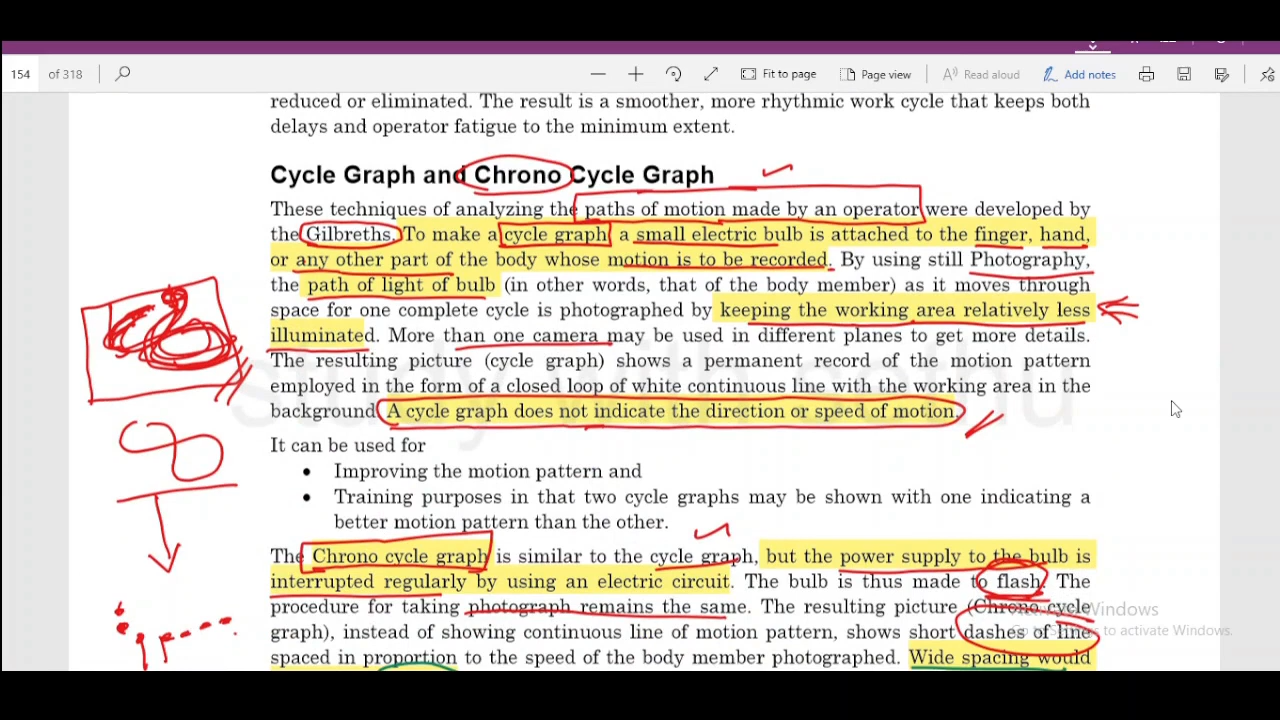 154 of 318 Fit to page Page view Read aloud Add notes
reduced or eliminated. The result is a smoother, more rhythmic work cycle that keeps both
delays and operator fatigue to the minimum extent.
Cycle Graph and Chrono Cycle Graph
These techniques of analyzing the paths of motion made by an operator were developed by
the Gilbreths. To make a cycle graph a small electric bulb is attached to the finger, hand,
or any other part of the body whose motion is to be recorded. By using still Photography,
the path of light of bulb (in other words, that of the body member) as it moves through
space for one complete cycle is photographed by keeping the working area relatively less
illuminated. More than one camera may be used in different planes to get more details.
The resulting picture (cycle graph) shows a permanent record of the motion pattern
employed in the form of a closed loop of white continuous line with the working area in the
background. A cycle graph does not indicate the direction or speed of motion.
study with sornu
It can be used for
• Improving the motion pattern and
• Training purposes in that two cycle graphs may be shown with one indicating a
better motion pattern than the other.
The Chrono cycle graph is similar to the cycle graph, but the power supply to the bulb is
interrupted regularly by using an electric circuit. The bulb is thus made to flash. The
procedure for taking photograph remains the same. The resulting picture (Chrono cycle
graph), instead of showing continuous line of motion pattern, shows short dashes of line
spaced in proportion to the speed of the body member photographed. Wide spacing would
Activate Windows
Go to Settings to activate Windows.